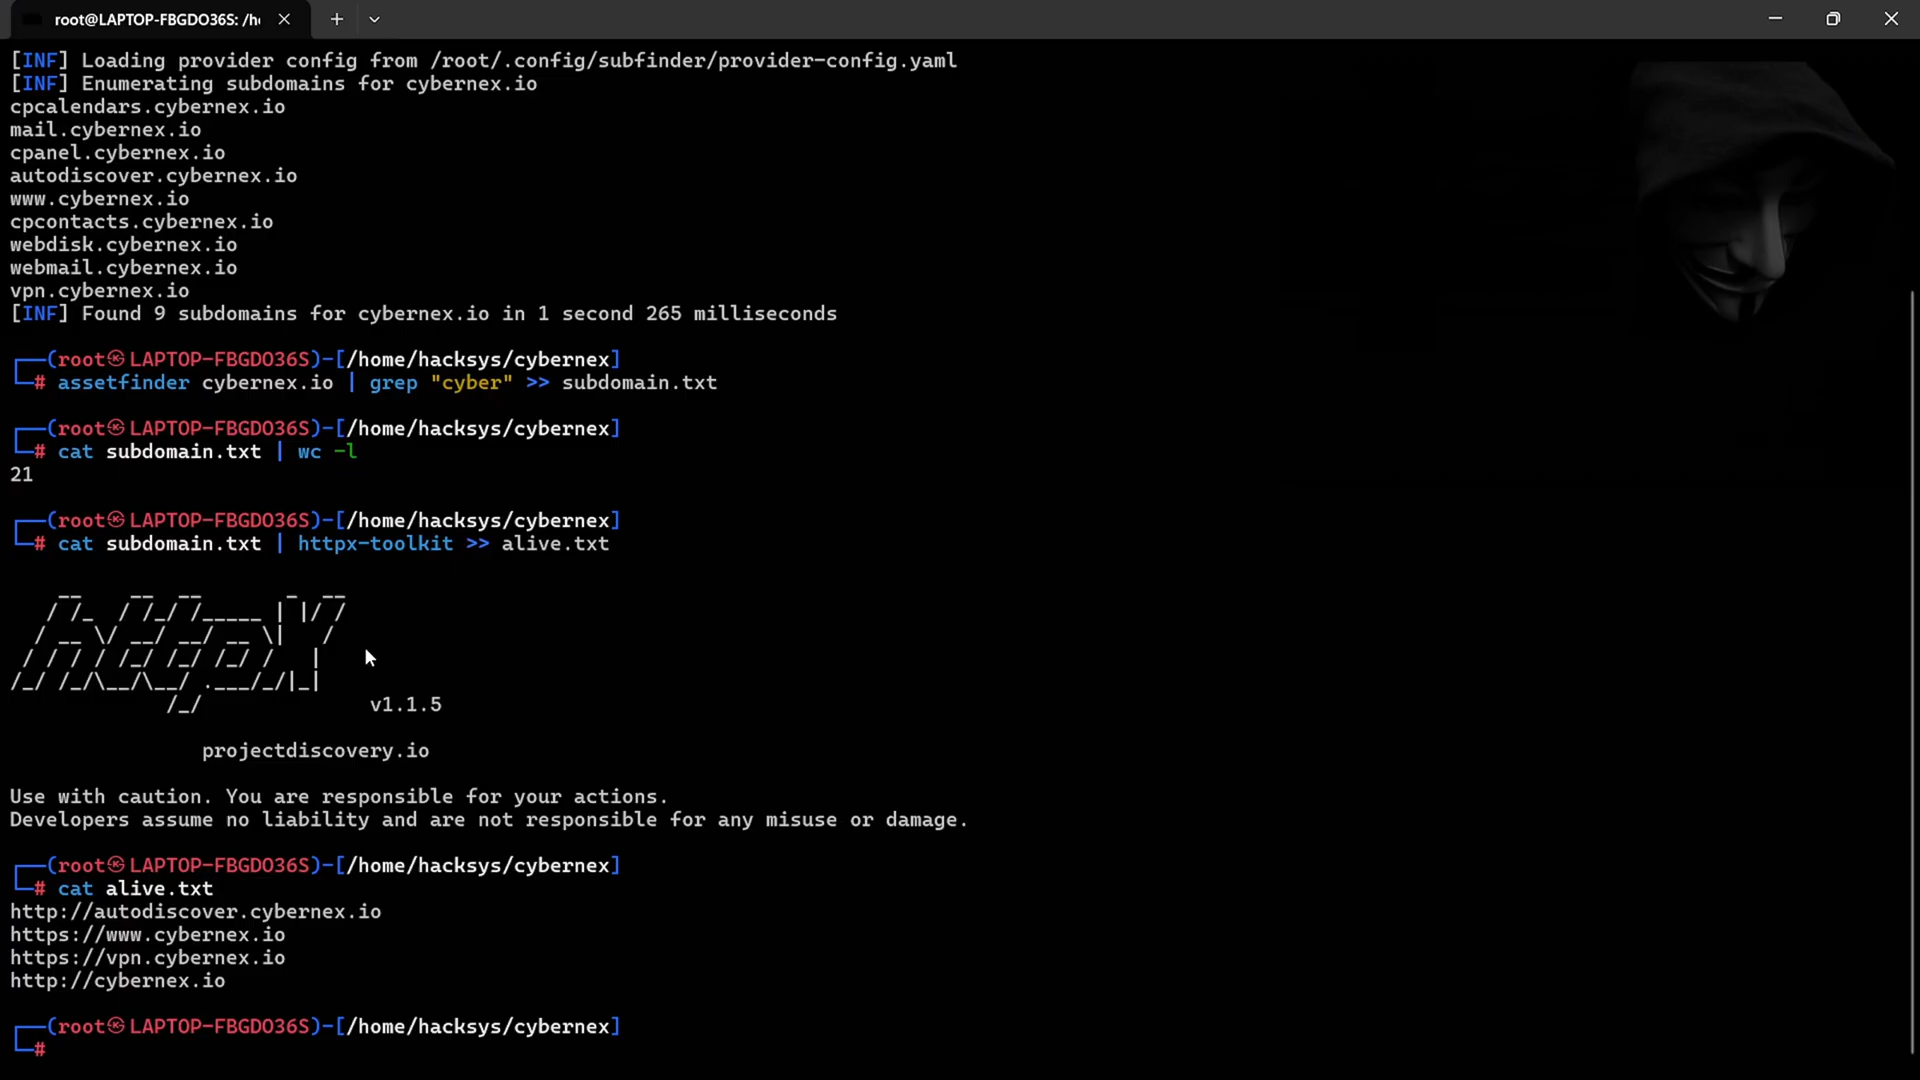 root@LAPTOP-FBGDO36S: /h
[INF] Loading provider config from /root/.config/subfinder/provider-config.yaml
[INF] Enumerating subdomains for cybernex.io
cpcalendars.cybernex.io
mail.cybernex.io
cpanel.cybernex.io
autodiscover.cybernex.io
www.cybernex.io
cpcontacts.cybernex.io
webdisk.cybernex.io
webmail.cybernex.io
vpn.cybernex.io
[INF] Found 9 subdomains for cybernex.io in 1 second 265 milliseconds
┌──(root㉿LAPTOP-FBGDO36S)-[/home/hacksys/cybernex]
└─# assetfinder cybernex.io | grep "cyber" >> subdomain.txt
┌──(root㉿LAPTOP-FBGDO36S)-[/home/hacksys/cybernex]
└─# cat subdomain.txt | wc -l
21
┌──(root㉿LAPTOP-FBGDO36S)-[/home/hacksys/cybernex]
└─# cat subdomain.txt | httpx-toolkit >> alive.txt
httpx
v1.1.5
projectdiscovery.io
Use with caution. You are responsible for your actions.
Developers assume no liability and are not responsible for any misuse or damage.
┌──(root㉿LAPTOP-FBGDO36S)-[/home/hacksys/cybernex]
└─# cat alive.txt
http://autodiscover.cybernex.io
https://www.cybernex.io
https://vpn.cybernex.io
http://cybernex.io
┌──(root㉿LAPTOP-FBGDO36S)-[/home/hacksys/cybernex]
└─#